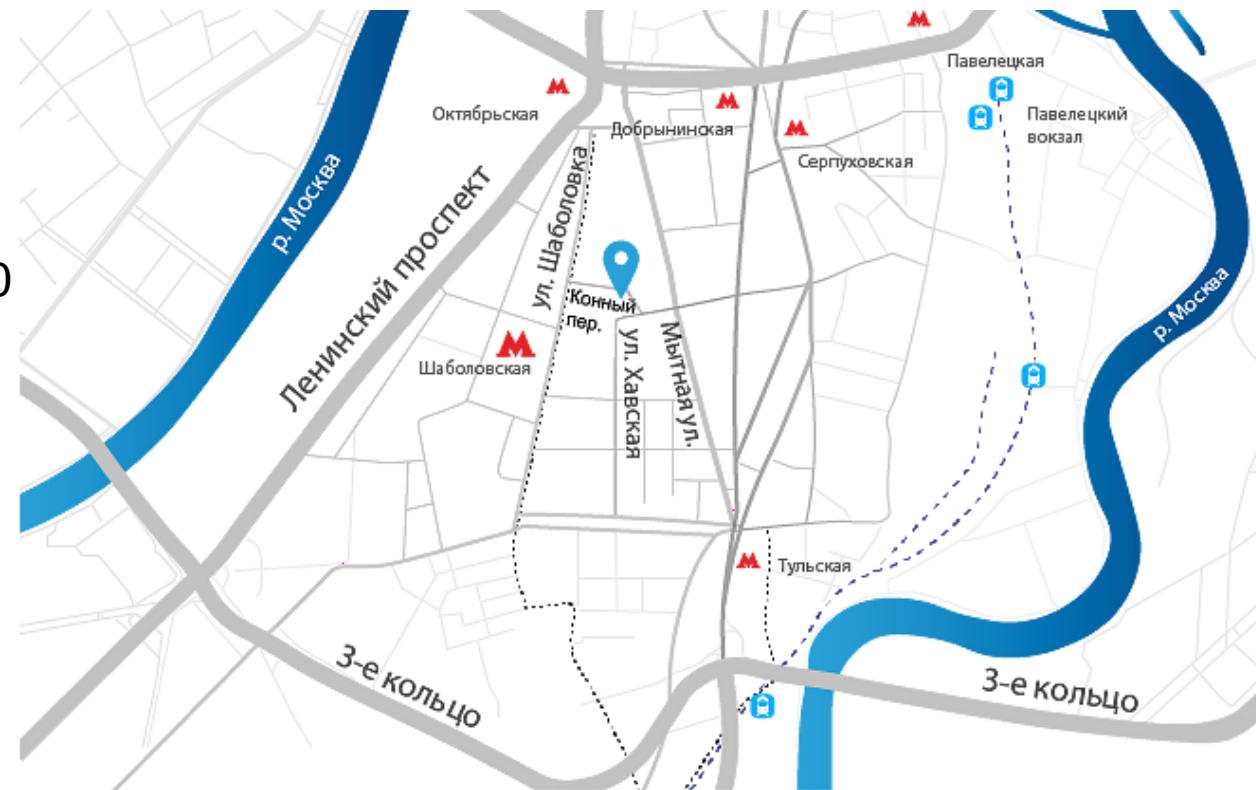 Павелецкая
Октябрьская
Добрынинская
Павелецкий
вокзал
Серпуховская
р. Москва
Ленинский проспект
ул. Шаболовка
Конный
пер.
р. Москва
ул. Хавская
Мытная ул.
Шаболовская
Тульская
3-е кольцо
3-е кольцо